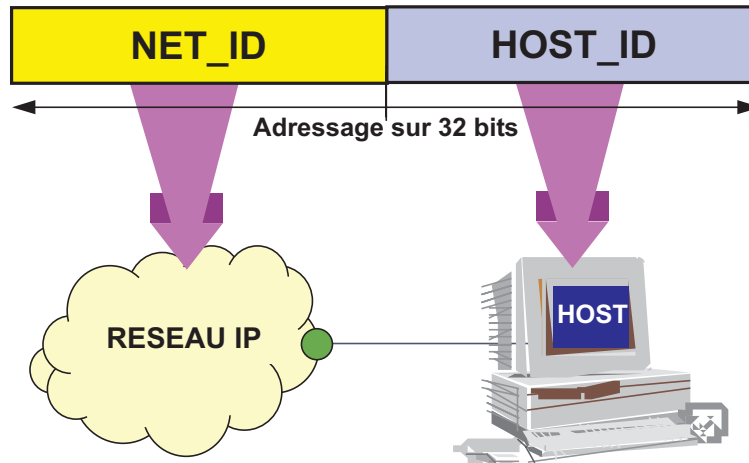 NET_ID
HOST_ID
Adressage sur 32 bits
RESEAU IP
HOST